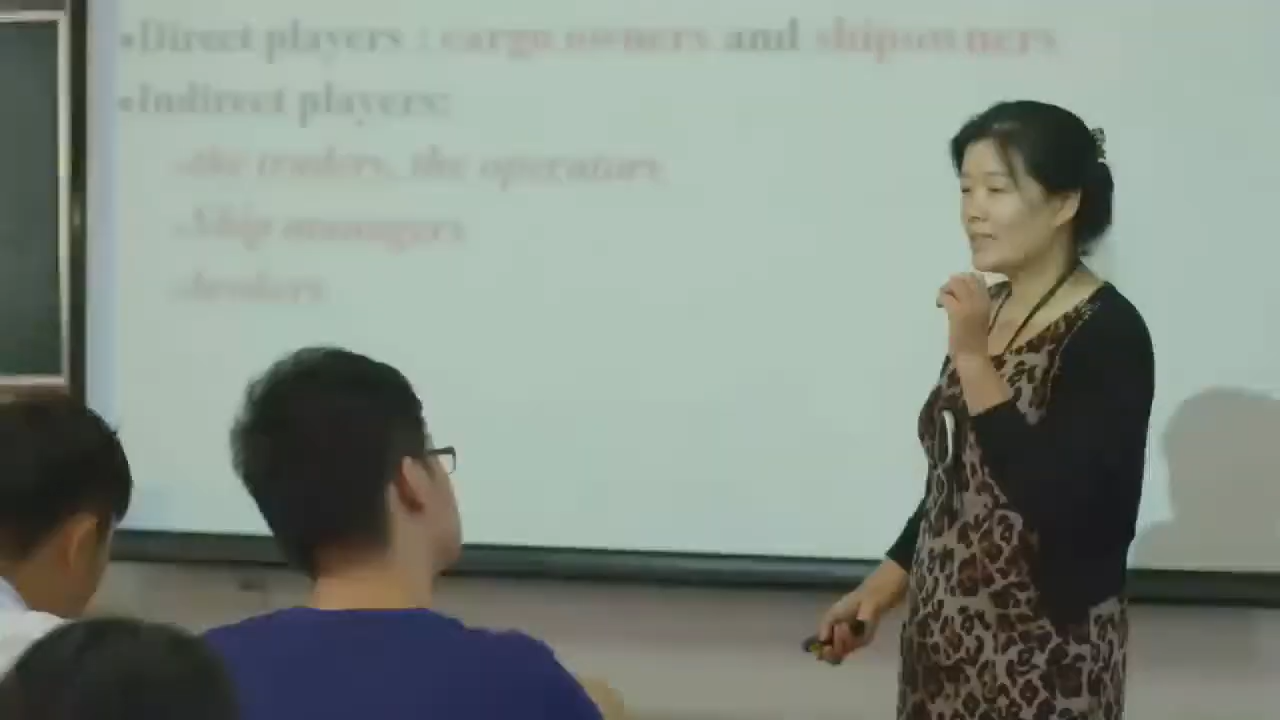 •Direct players : cargo owners and shipowners
•Indirect players:
-the traders, the operators
-Ship managers
-brokers